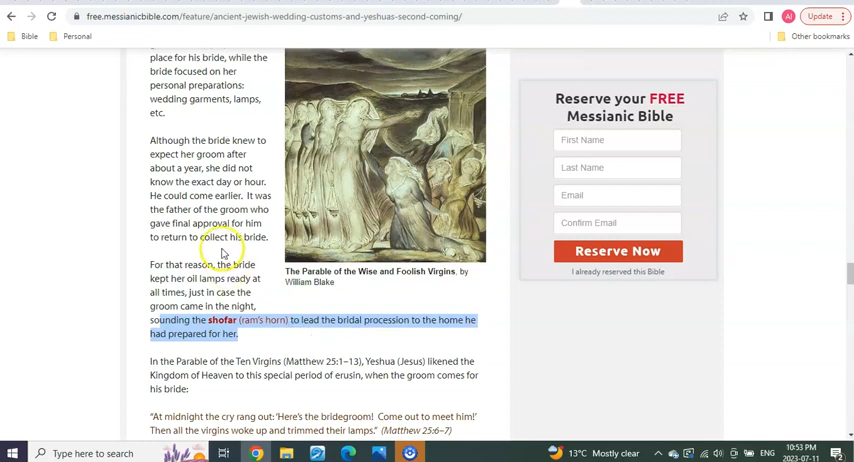 free.messianicbible.com/feature/ancient-jewish-wedding-customs-and-yeshuas-second-coming/
AI
Update
Bible
Personal
Other bookmarks
place for his bride, while the
bride focused on her
personal preparations:
wedding garments, lamps,
etc.
Although the bride knew to
expect her groom after
about a year, she did not
know the exact day or hour.
He could come earlier.  It was
the father of the groom who
gave final approval for him
to return to collect his bride.
For that reason, the bride
kept her oil lamps ready at
all times, just in case the
groom came in the night,
sounding the shofar (ram's horn) to lead the bridal procession to the home he
had prepared for her.
The Parable of the Wise and Foolish Virgins, by
William Blake
In the Parable of the Ten Virgins (Matthew 25:1–13), Yeshua (Jesus) likened the
Kingdom of Heaven to this special period of erusin, when the groom comes for
his bride:
"At midnight the cry rang out: 'Here's the bridegroom!  Come out to meet him!'
Then all the virgins woke up and trimmed their lamps." (Matthew 25:6–7)
Reserve your FREE
Messianic Bible
First Name
Last Name
Email
Confirm Email
Reserve Now
I already reserved this Bible
Type here to search
13°C Mostly clear
ENG
10:53 PM
2023-07-11
2